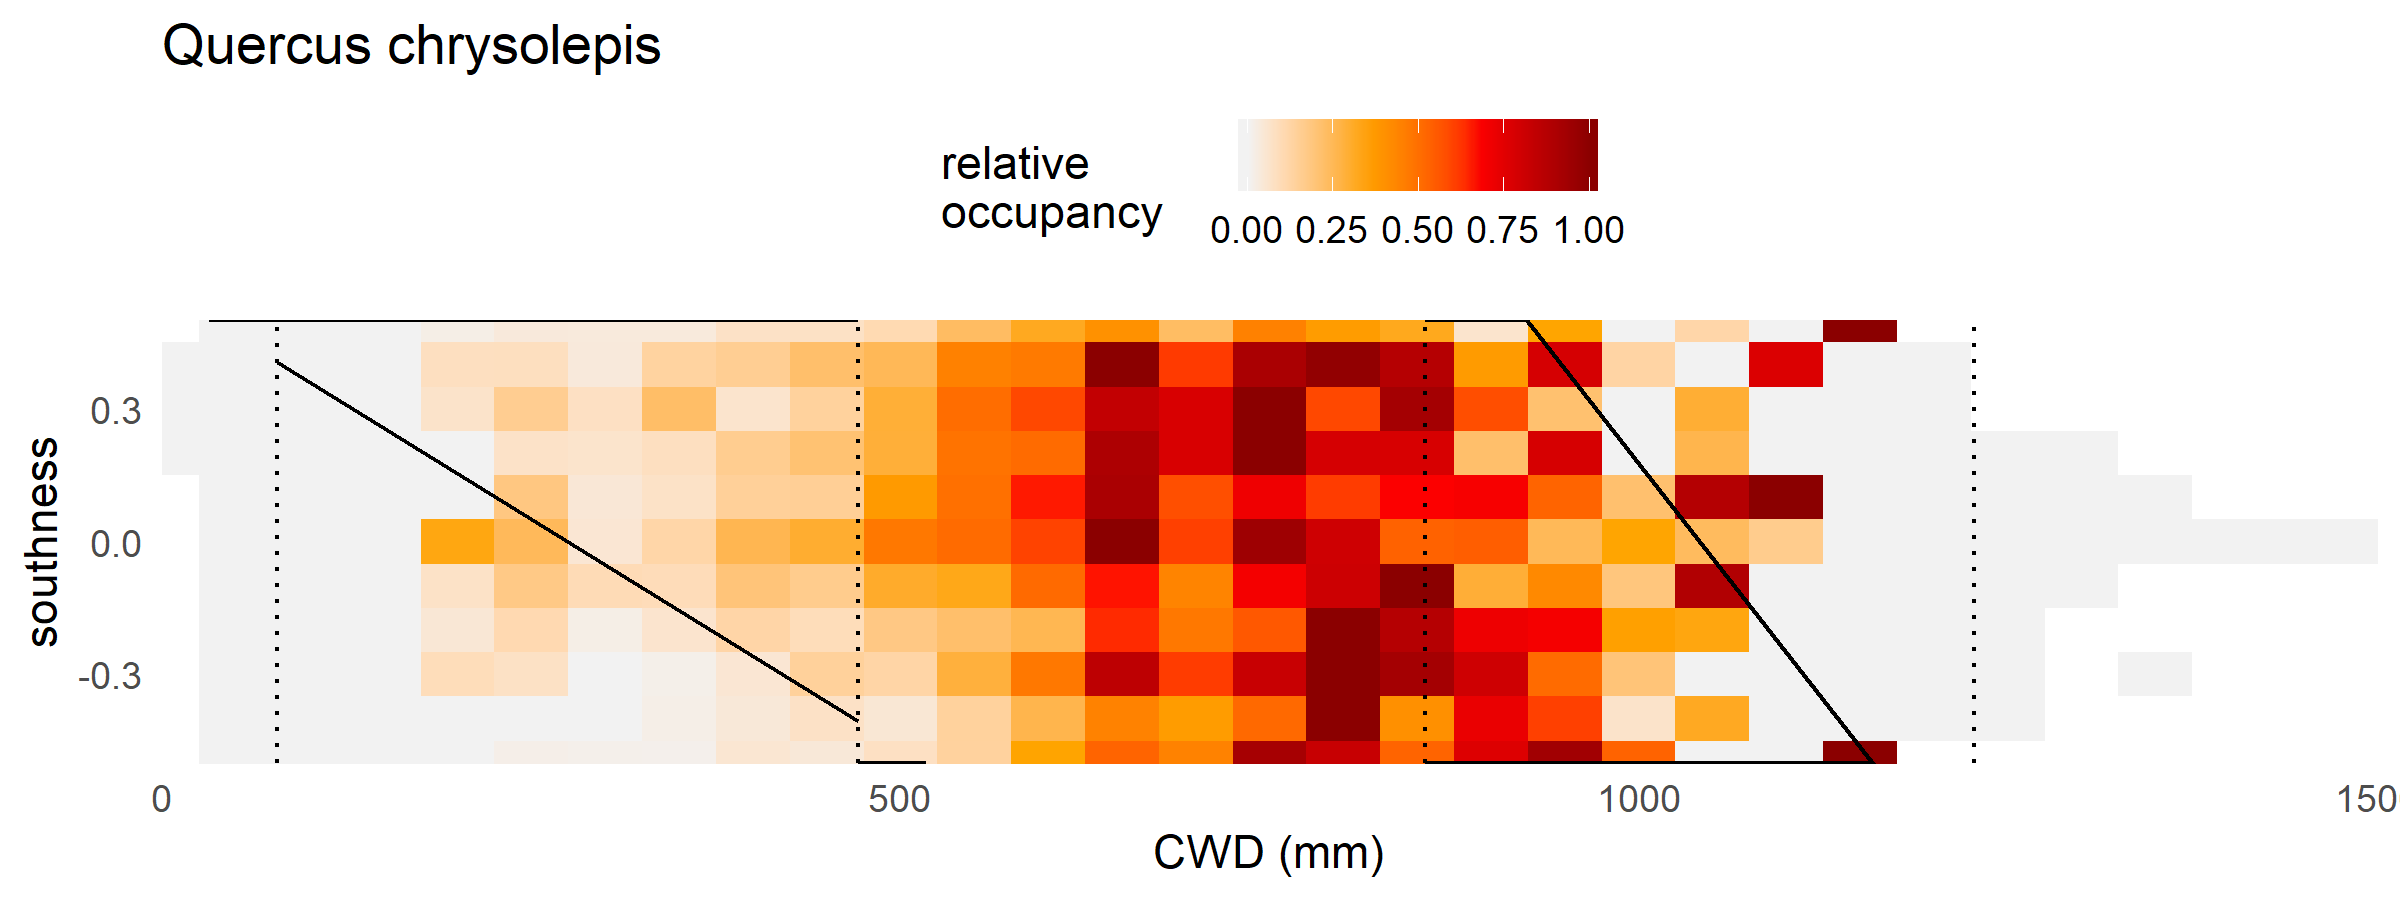 Quercus chrysolepis
relative
occupancy
0.00 0.25 0.50 0.75 1.00
southness
0.3
0.0
-0.3
0 500 1000 150
CWD (mm)